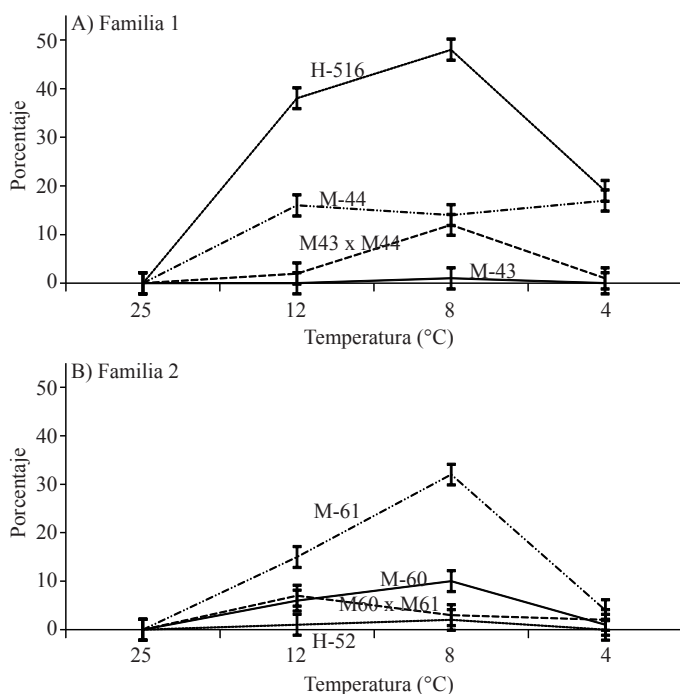 A) Familia 1
50
40
30
20
10
0
Porcentaje
H-516
M-44
M43 x M44
M-43
25 12 8 4
Temperatura (°C)
B) Familia 2
50
40
30
20
10
0
Porcentaje
M-61
M-60
M60 x M61
H-52
25 12 8 4
Temperatura (°C)